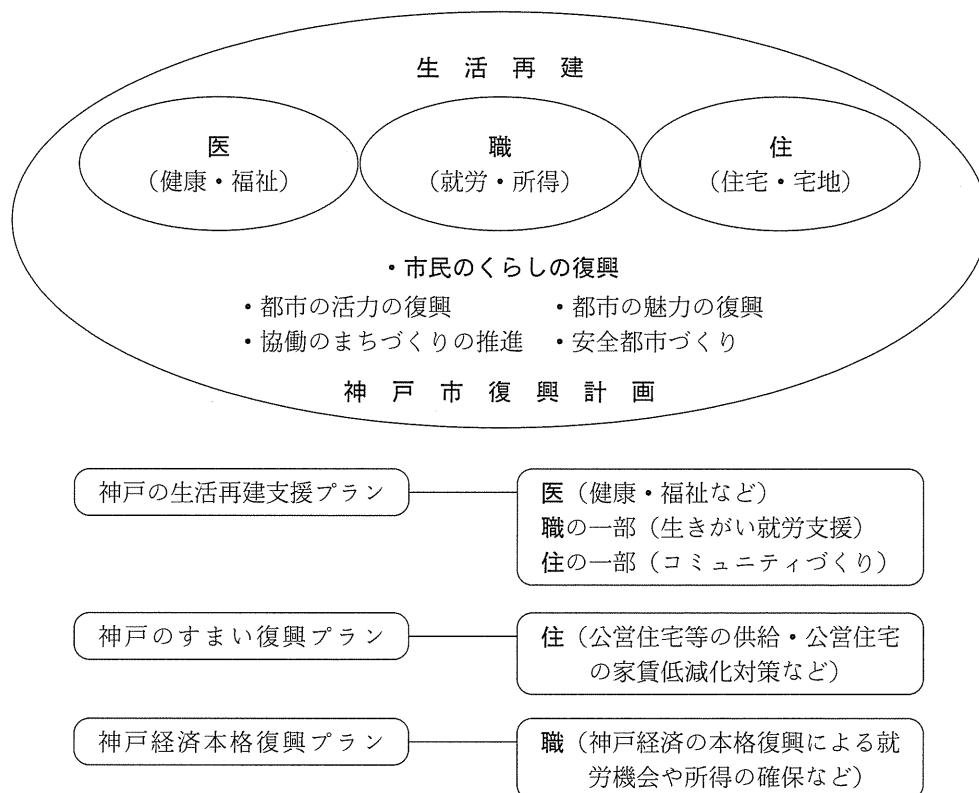 生活再建
医 職 住
(健康・福祉) (就労・所得) (住宅・宅地)
・市民のくらしの復興
・都市の活力の復興 ・都市の魅力の復興
・協働のまちづくりの推進 ・安全都市づくり
神戸市復興計画
神戸の生活再建支援プラン
医(健康・福祉など)
職の一部(生きがい就労支援)
住の一部(コミュニティづくり)
神戸のすまい復興プラン
住(公営住宅等の供給・公営住宅
の家賃低減化対策など)
神戸経済本格復興プラン
職(神戸経済の本格復興による就
労機会や所得の確保など)